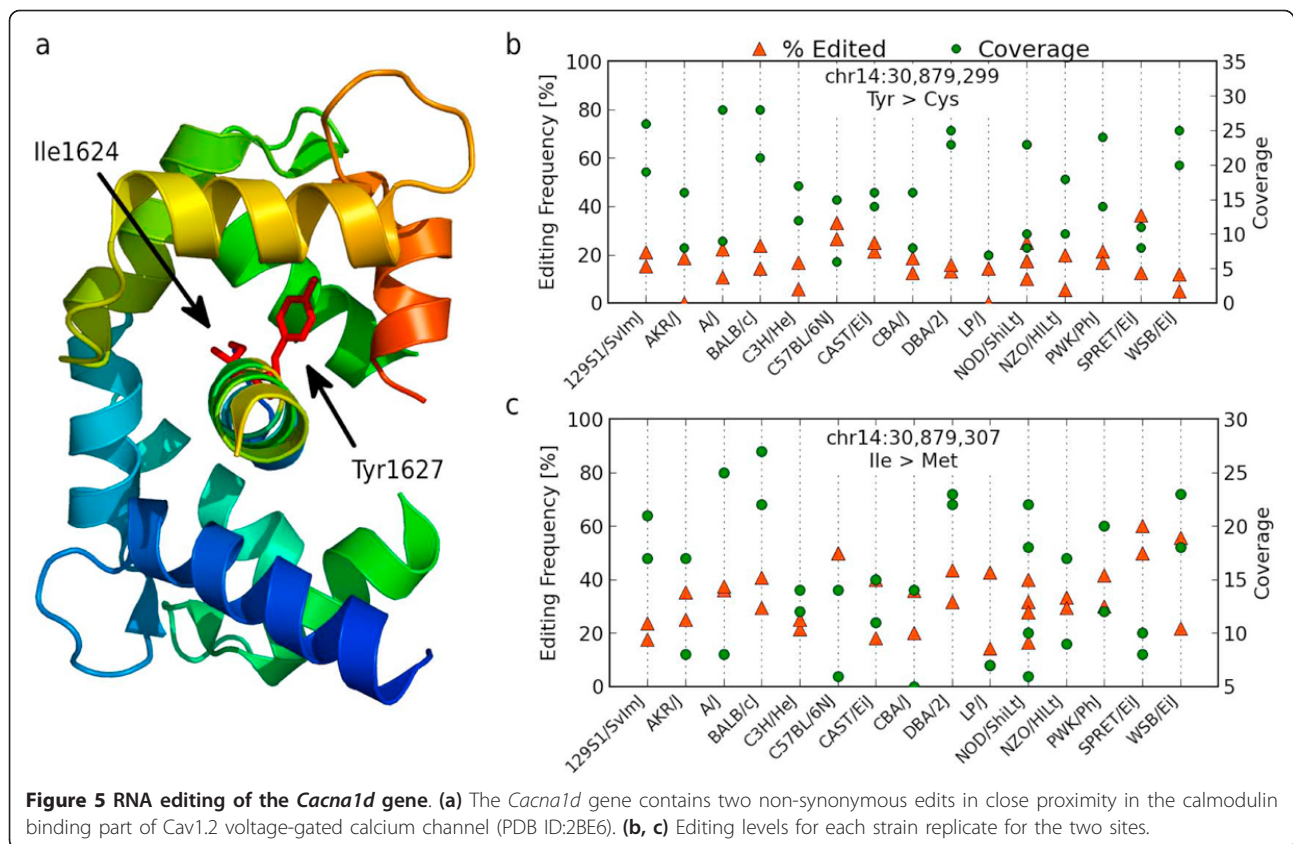 a
Ile1624
Tyr1627
b
% Edited
Coverage
chr14:30,879,299
Tyr > Cys
Editing Frequency [%]
100
80
60
40
20
0
Coverage
35
30
25
20
15
10
5
0
129S1/SvImJ
AKR/J
A/J
BALB/cJ
C3H/HeJ
C57BL/6NJ
CAST/EiJ
CBA/J
DBA/2J
LP/J
NOD/ShiLtJ
NZO/HlLtJ
PWK/PhJ
SPRET/EiJ
WSB/EiJ
c
chr14:30,879,307
Ile > Met
Editing Frequency [%]
100
80
60
40
20
0
Coverage
30
25
20
15
10
5
129S1/SvImJ
AKR/J
A/J
BALB/cJ
C3H/HeJ
C57BL/6NJ
CAST/EiJ
CBA/J
DBA/2J
LP/J
NOD/ShiLtJ
NZO/HlLtJ
PWK/PhJ
SPRET/EiJ
WSB/EiJ
Figure 5 RNA editing of the Cacna1d gene. (a) The Cacna1d gene contains two non-synonymous edits in close proximity in the calmodulin
binding part of Cav1.2 voltage-gated calcium channel (PDB ID:2BE6). (b, c) Editing levels for each strain replicate for the two sites.